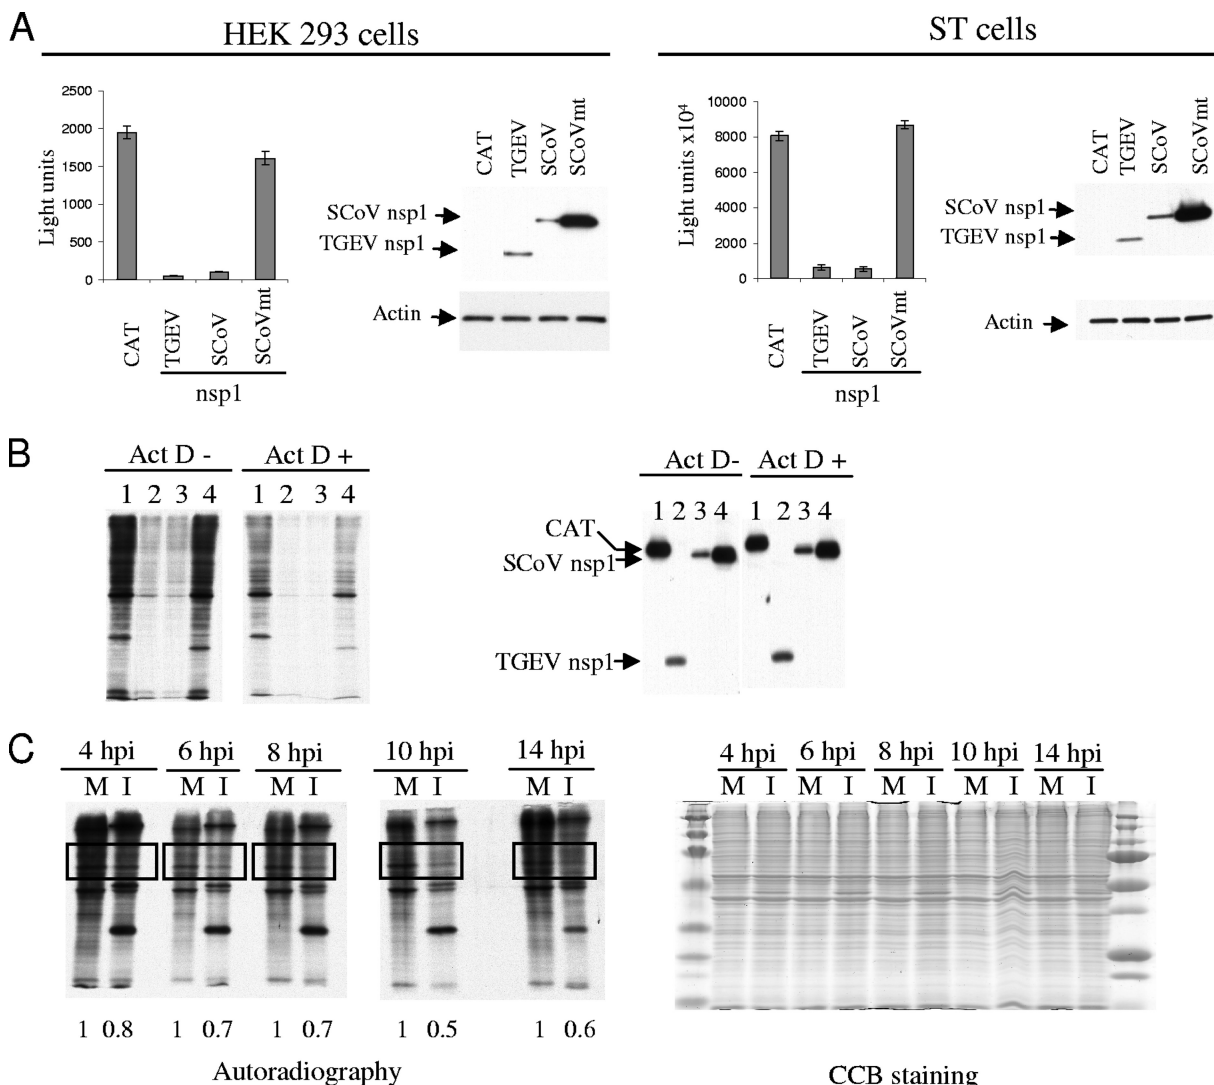 A
HEK 293 cells
ST cells
Light units
2500
2000
1500
1000
500
0
CAT
TGEV
SCoV
SCoVmt
nsp1
CAT
TGEV
SCoV
SCoVmt
SCoV nsp1
TGEV nsp1
Actin
Light units x10⁴
10000
8000
6000
4000
2000
0
CAT
TGEV
SCoV
SCoVmt
nsp1
CAT
TGEV
SCoV
SCoVmt
SCoV nsp1
TGEV nsp1
Actin
B
Act D - Act D +
1 2 3 4 1 2 3 4
Act D- Act D +
1 2 3 4 1 2 3 4
CAT
SCoV nsp1
TGEV nsp1
C
4 hpi 6 hpi 8 hpi 10 hpi 14 hpi
M I M I M I M I M I
1 0.8 1 0.7 1 0.7 1 0.5 1 0.6
Autoradiography
4 hpi 6 hpi 8 hpi 10 hpi 14 hpi
M I M I M I M I M I
CCB staining